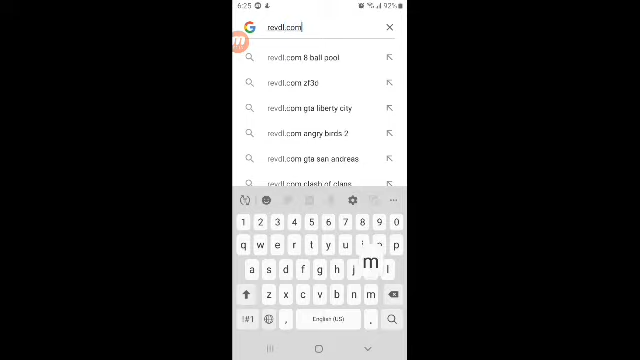 6:25 92%
revdl.com
revdl.com 8 ball pool
revdl.com zf3d
revdl.com gta liberty city
revdl.com angry birds 2
revdl.com gta san andreas
revdl.com clash of clans
1 2 3 4 5 6 7 8 9 0
q w e r t y u i o p
a s d f g h j m l
z x c v b n m
!#1 , English (US) .